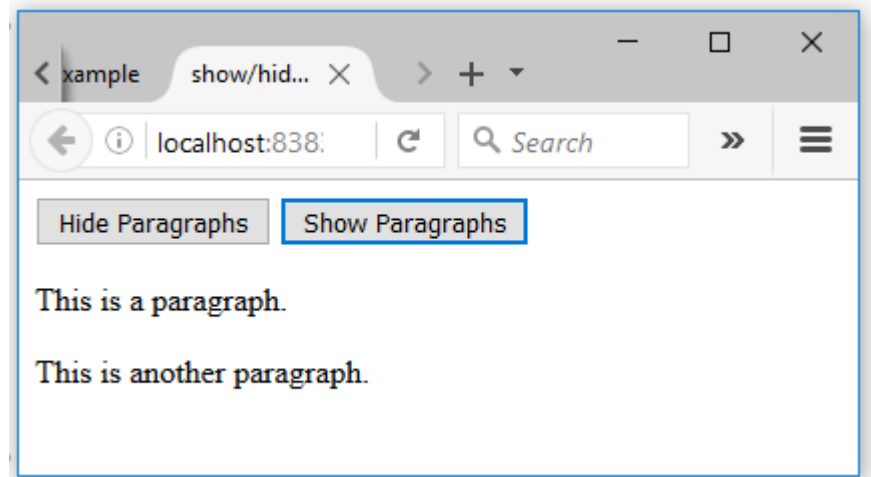 xample show/hid...
localhost:838 Search
Hide Paragraphs Show Paragraphs
This is a paragraph.
This is another paragraph.